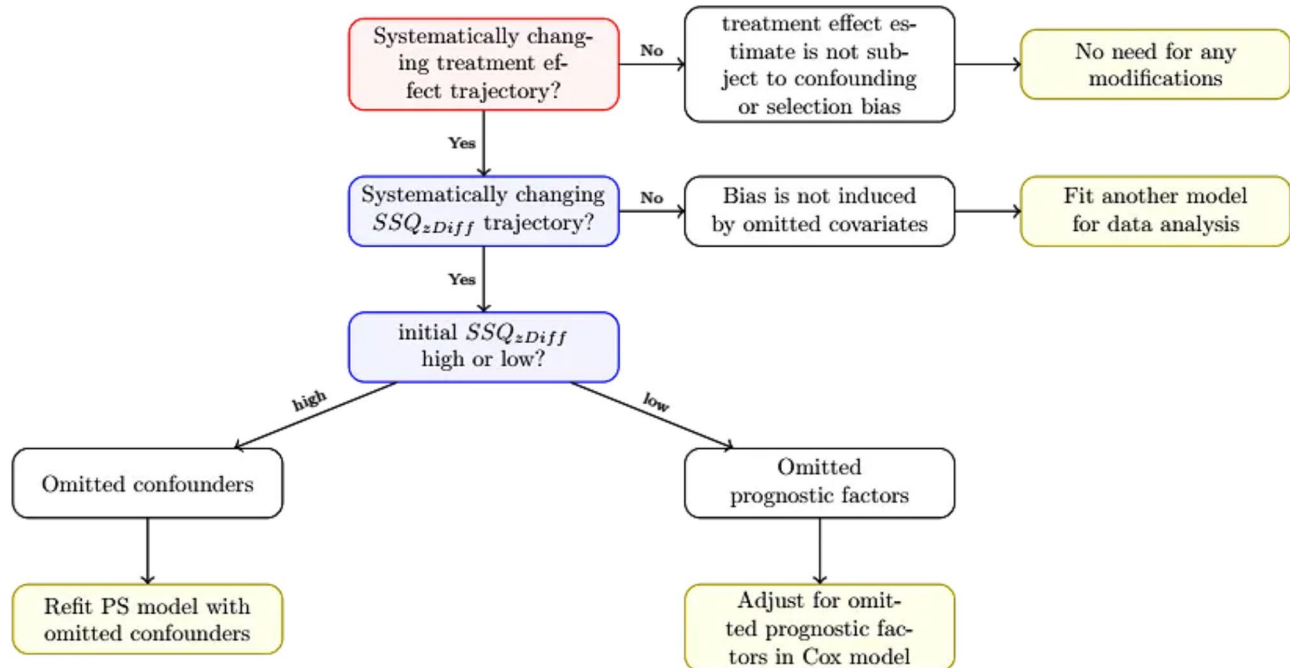 Systematically chang-
ing treatment ef-
fect trajectory?
No
treatment effect es-
timate is not sub-
ject to confounding
or selection bias
No need for any
modifications
Yes
Systematically changing
SSQzDiff trajectory?
No
Bias is not induced
by omitted covariates
Fit another model
for data analysis
Yes
initial SSQzDiff
high or low?
high
low
Omitted confounders
Omitted
prognostic factors
Refit PS model with
omitted confounders
Adjust for omit-
ted prognostic fac-
tors in Cox model